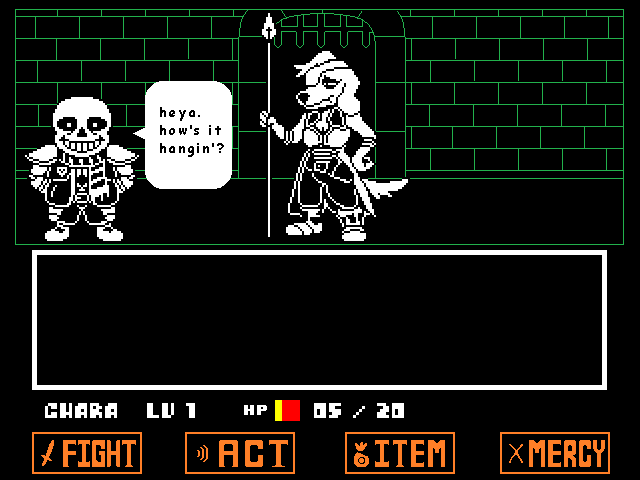 heya.
how's it
hangin'?
CHARA LV 1 HP 05 / 20
FIGHT ACT ITEM MERCY